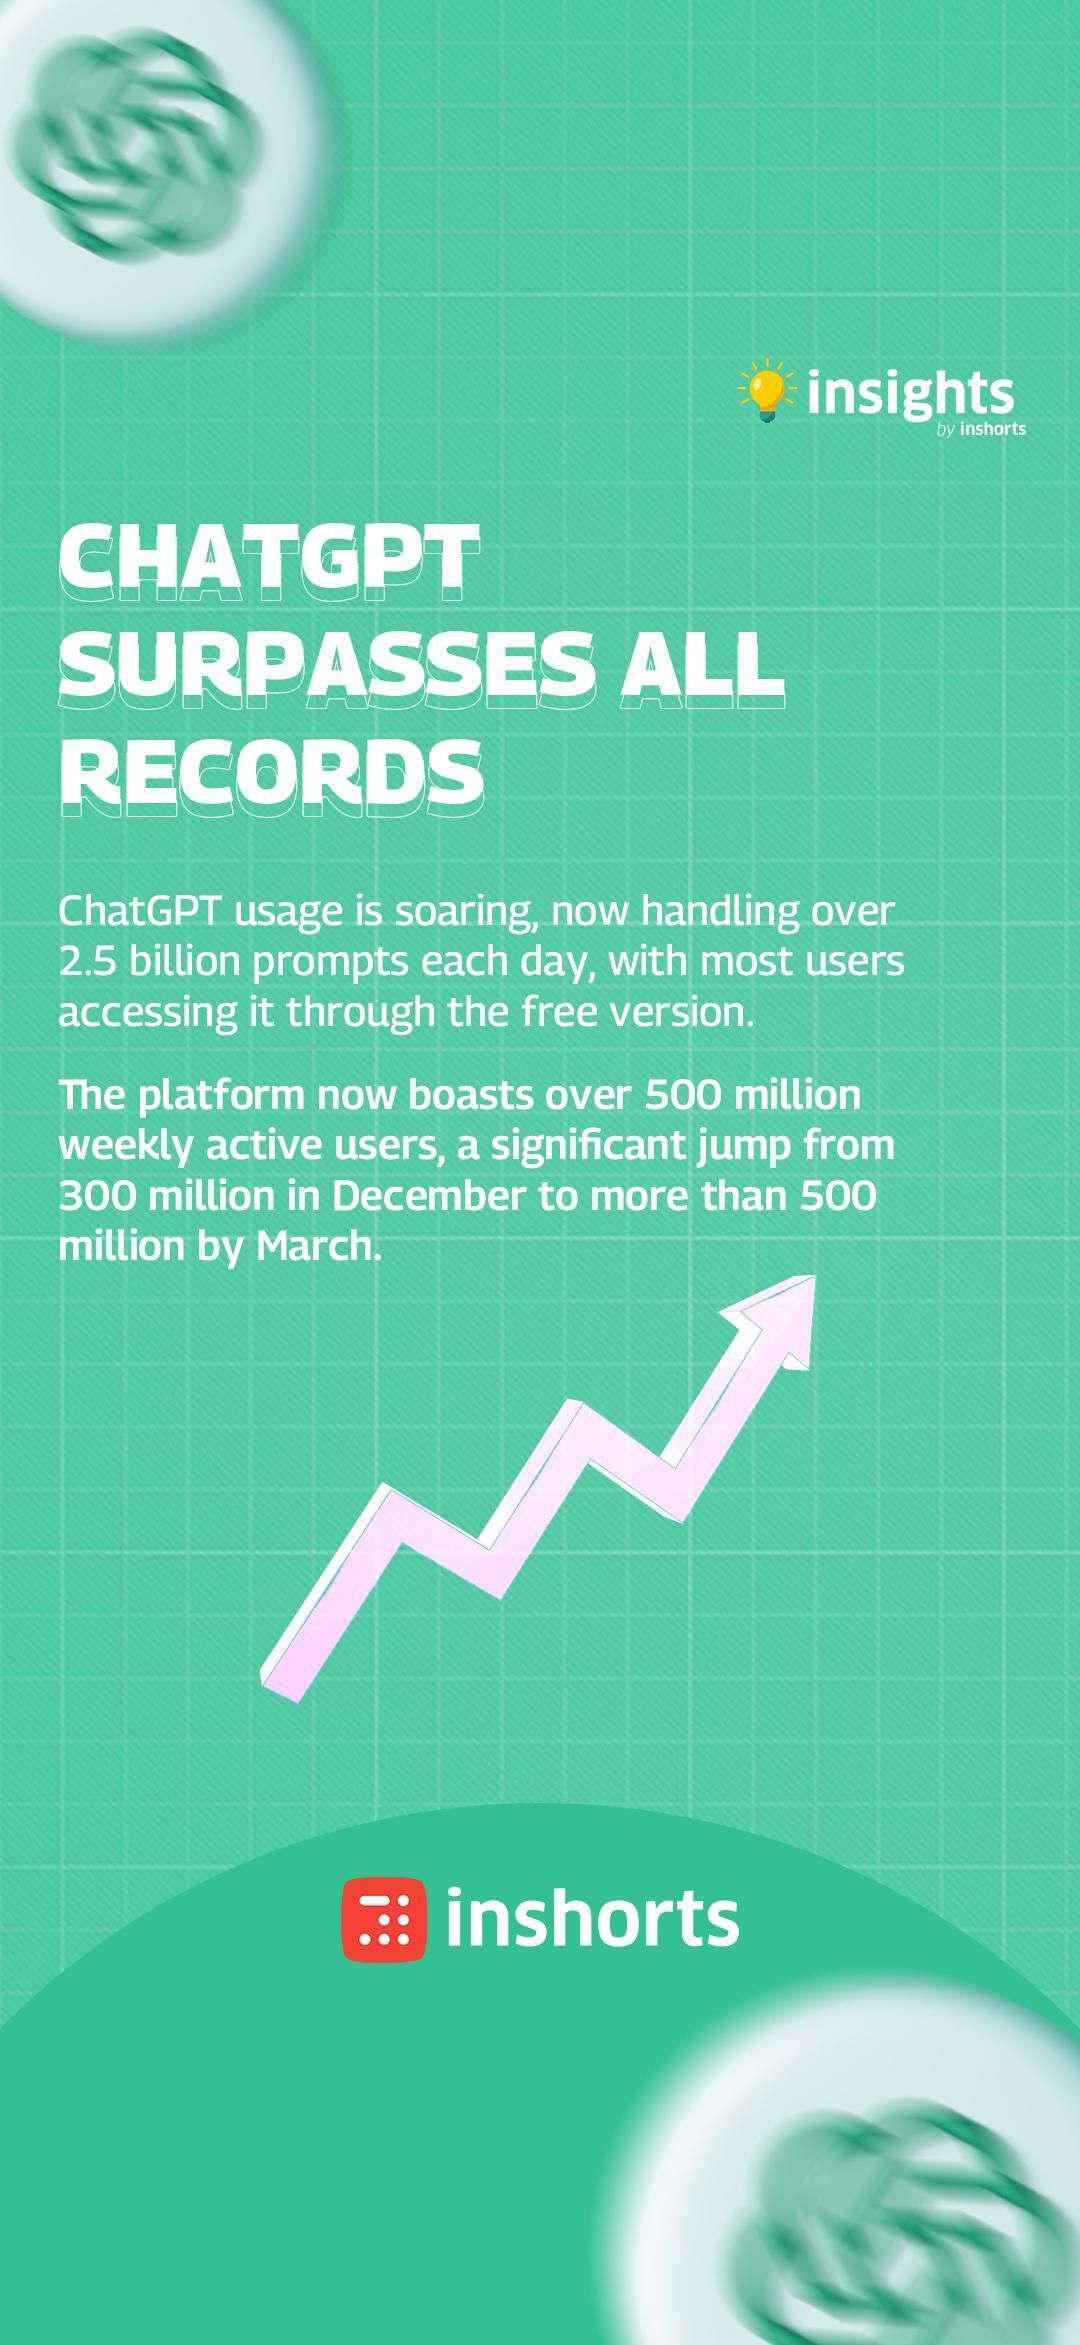 insights
by inshorts
CHATGPT
SURPASSES ALL
RECORDS
ChatGPT usage is soaring, now handling over
2.5 billion prompts each day, with most users
accessing it through the free version.
The platform now boasts over 500 million
weekly active users, a significant jump from
300 million in December to more than 500
million by March.
inshorts